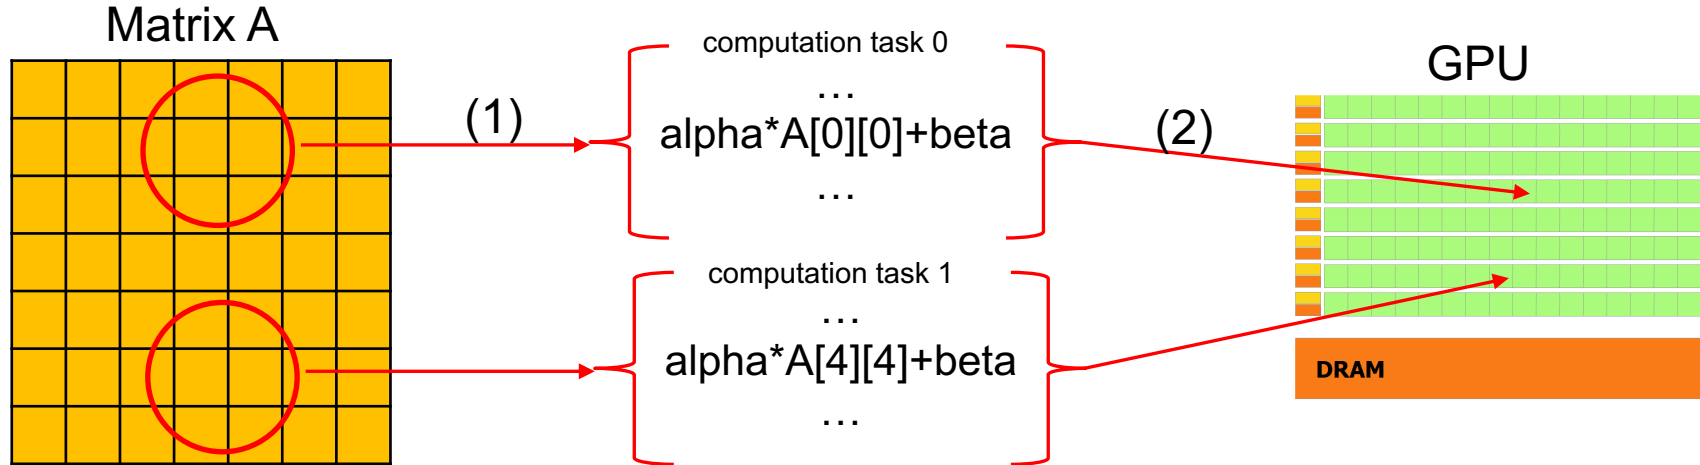 Matrix A
(1)
computation task 0
…
alpha*A[0][0]+beta
…
(2)
GPU
computation task 1
…
alpha*A[4][4]+beta
…
DRAM